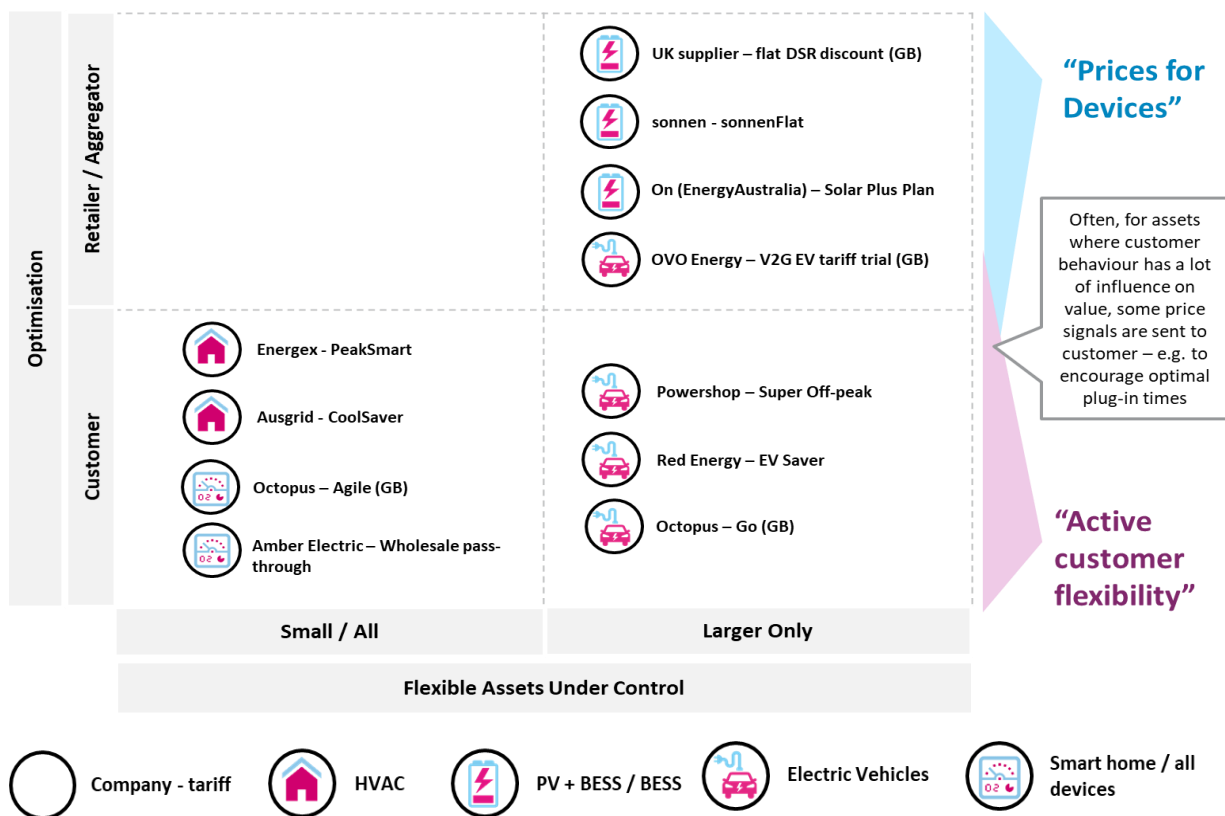 Optimisation
Retailer / Aggregator
UK supplier – flat DSR discount (GB)
sonnen - sonnenFlat
On (EnergyAustralia) – Solar Plus Plan
OVO Energy – V2G EV tariff trial (GB)
Customer
Energex - PeakSmart
Ausgrid - CoolSaver
Octopus – Agile (GB)
Amber Electric – Wholesale pass-
through
Powershop – Super Off-peak
Red Energy – EV Saver
Octopus – Go (GB)
“Prices for
Devices”
Often, for assets
where customer
behaviour has a lot
of influence on
value, some price
signals are sent to
customer – e.g. to
encourage optimal
plug-in times
“Active
customer
flexibility”
Small / All
Larger Only
Flexible Assets Under Control
Company - tariff
HVAC
PV + BESS / BESS
Electric Vehicles
Smart home / all
devices